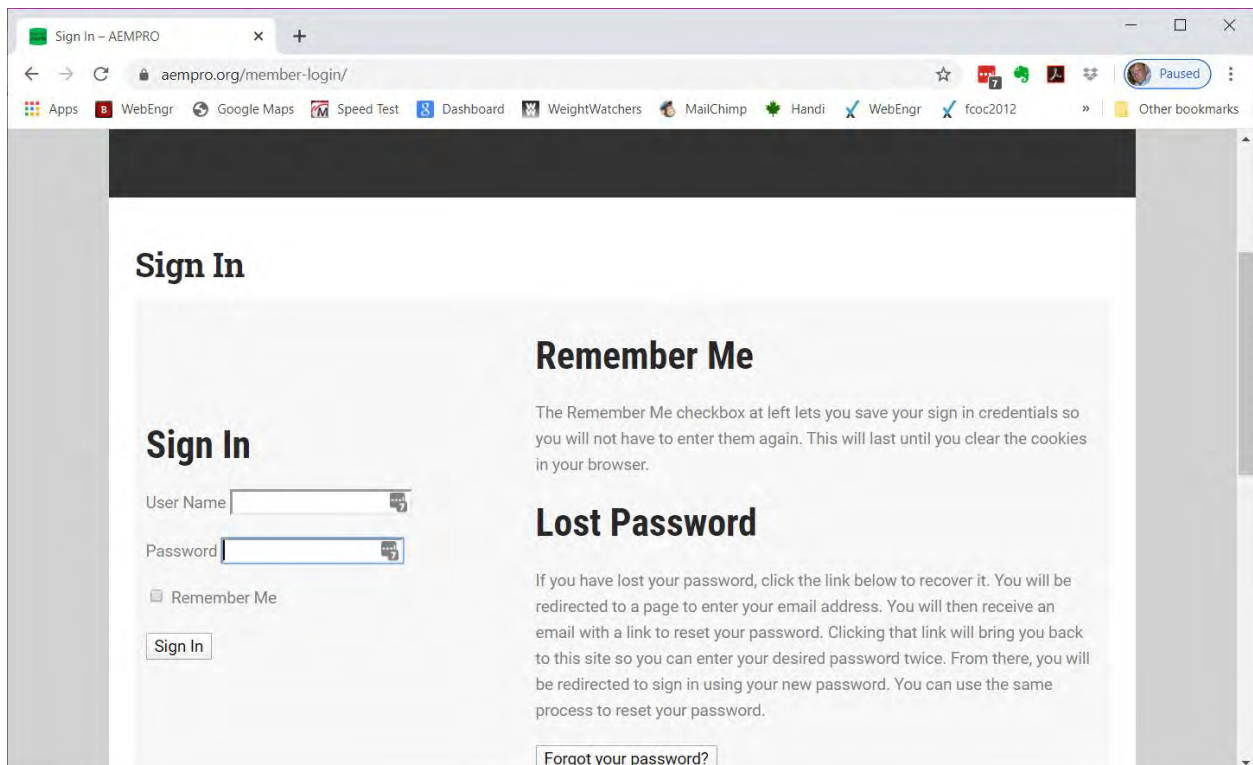 Sign In – AEMPRO
aempro.org/member-login/
7
Paused
Apps
B WebEngr
Google Maps
M Speed Test
8 Dashboard
W WeightWatchers
MailChimp
Handi
WebEngr
fcoc2012
»
Other bookmarks
Sign In
Sign In
User Name
7
Password
7
Remember Me
Sign In
Remember Me
The Remember Me checkbox at left lets you save your sign in credentials so
you will not have to enter them again. This will last until you clear the cookies
in your browser.
Lost Password
If you have lost your password, click the link below to recover it. You will be
redirected to a page to enter your email address. You will then receive an
email with a link to reset your password. Clicking that link will bring you back
to this site so you can enter your desired password twice. From there, you will
be redirected to sign in using your new password. You can use the same
process to reset your password.
Forgot your password?